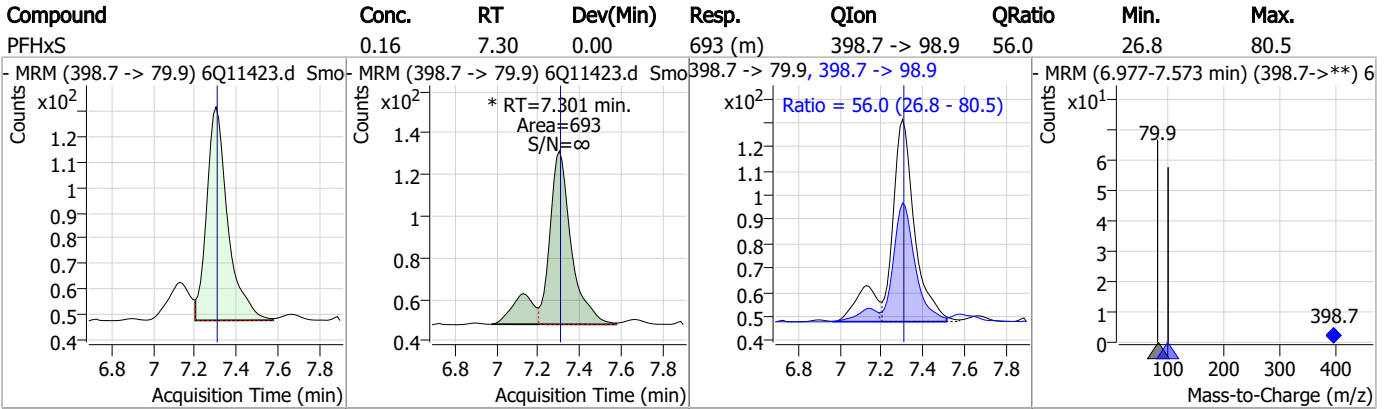 Compound Conc. RT Dev(Min) Resp. QIon QRatio Min. Max.
PFHxS 0.16 7.30 0.00 693 (m) 398.7 -> 98.9 56.0 26.8 80.5
- MRM (398.7 -> 79.9) 6Q11423.d Smo
Counts
x10²
1.2
1.1
1
0.9
0.8
0.7
0.6
0.5
0.4
6.8 7 7.2 7.4 7.6 7.8
Acquisition Time (min)
- MRM (398.7 -> 79.9) 6Q11423.d Smo
Counts
x10²
* RT=7.301 min.
Area=693
S/N=∞
1.4
1.2
1
0.8
0.6
0.4
6.8 7 7.2 7.4 7.6 7.8
Acquisition Time (min)
398.7 -> 79.9, 398.7 -> 98.9
Counts
x10²
Ratio = 56.0 (26.8 - 80.5)
1.2
1.1
1
0.9
0.8
0.7
0.6
0.5
0.4
6.8 7 7.2 7.4 7.6 7.8
Acquisition Time (min)
- MRM (6.977-7.573 min) (398.7->**) 6
Counts
x10¹
79.9
6
5
4
3
2
1
0
398.7
100 200 300 400
Mass-to-Charge (m/z)